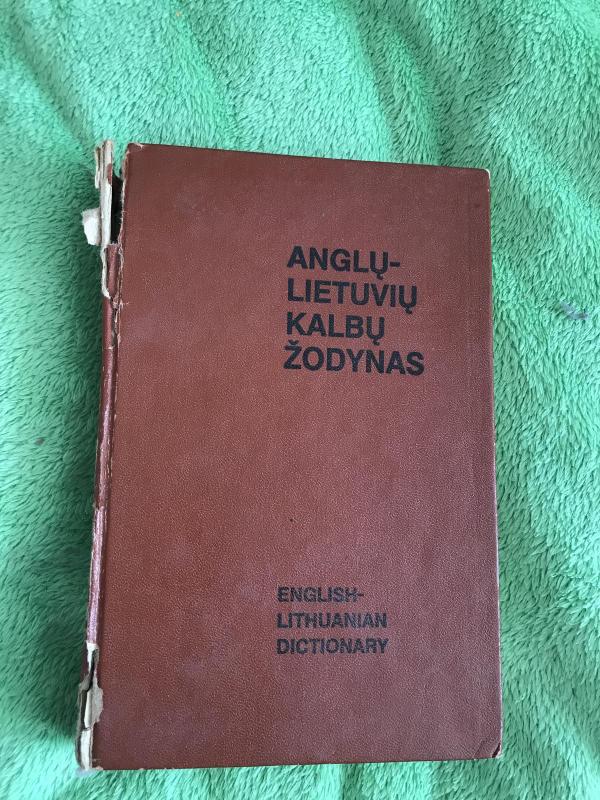 ANGLŲ-
LIETUVIŲ
KALBŲ
ŽODYNAS
ENGLISH-
LITHUANIAN
DICTIONARY